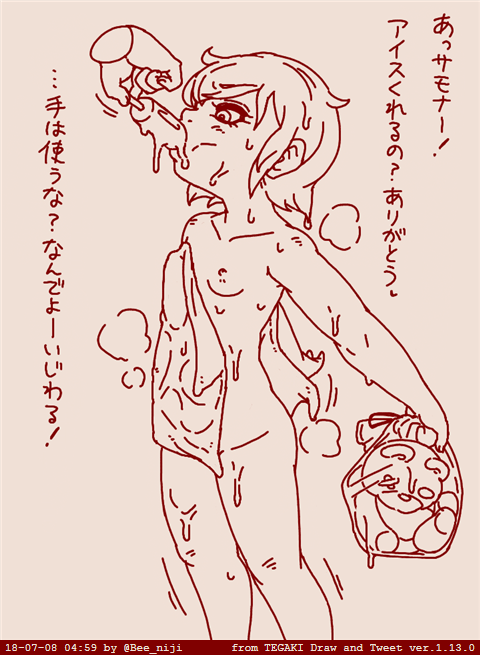 あっサモナー！
アイスくれるの？ありがとう。
…手は使うな？なんでよーいじわる！
18-07-08 04:59 by @Bee_niji from TEGAKI Draw and Tweet ver.1.13.0